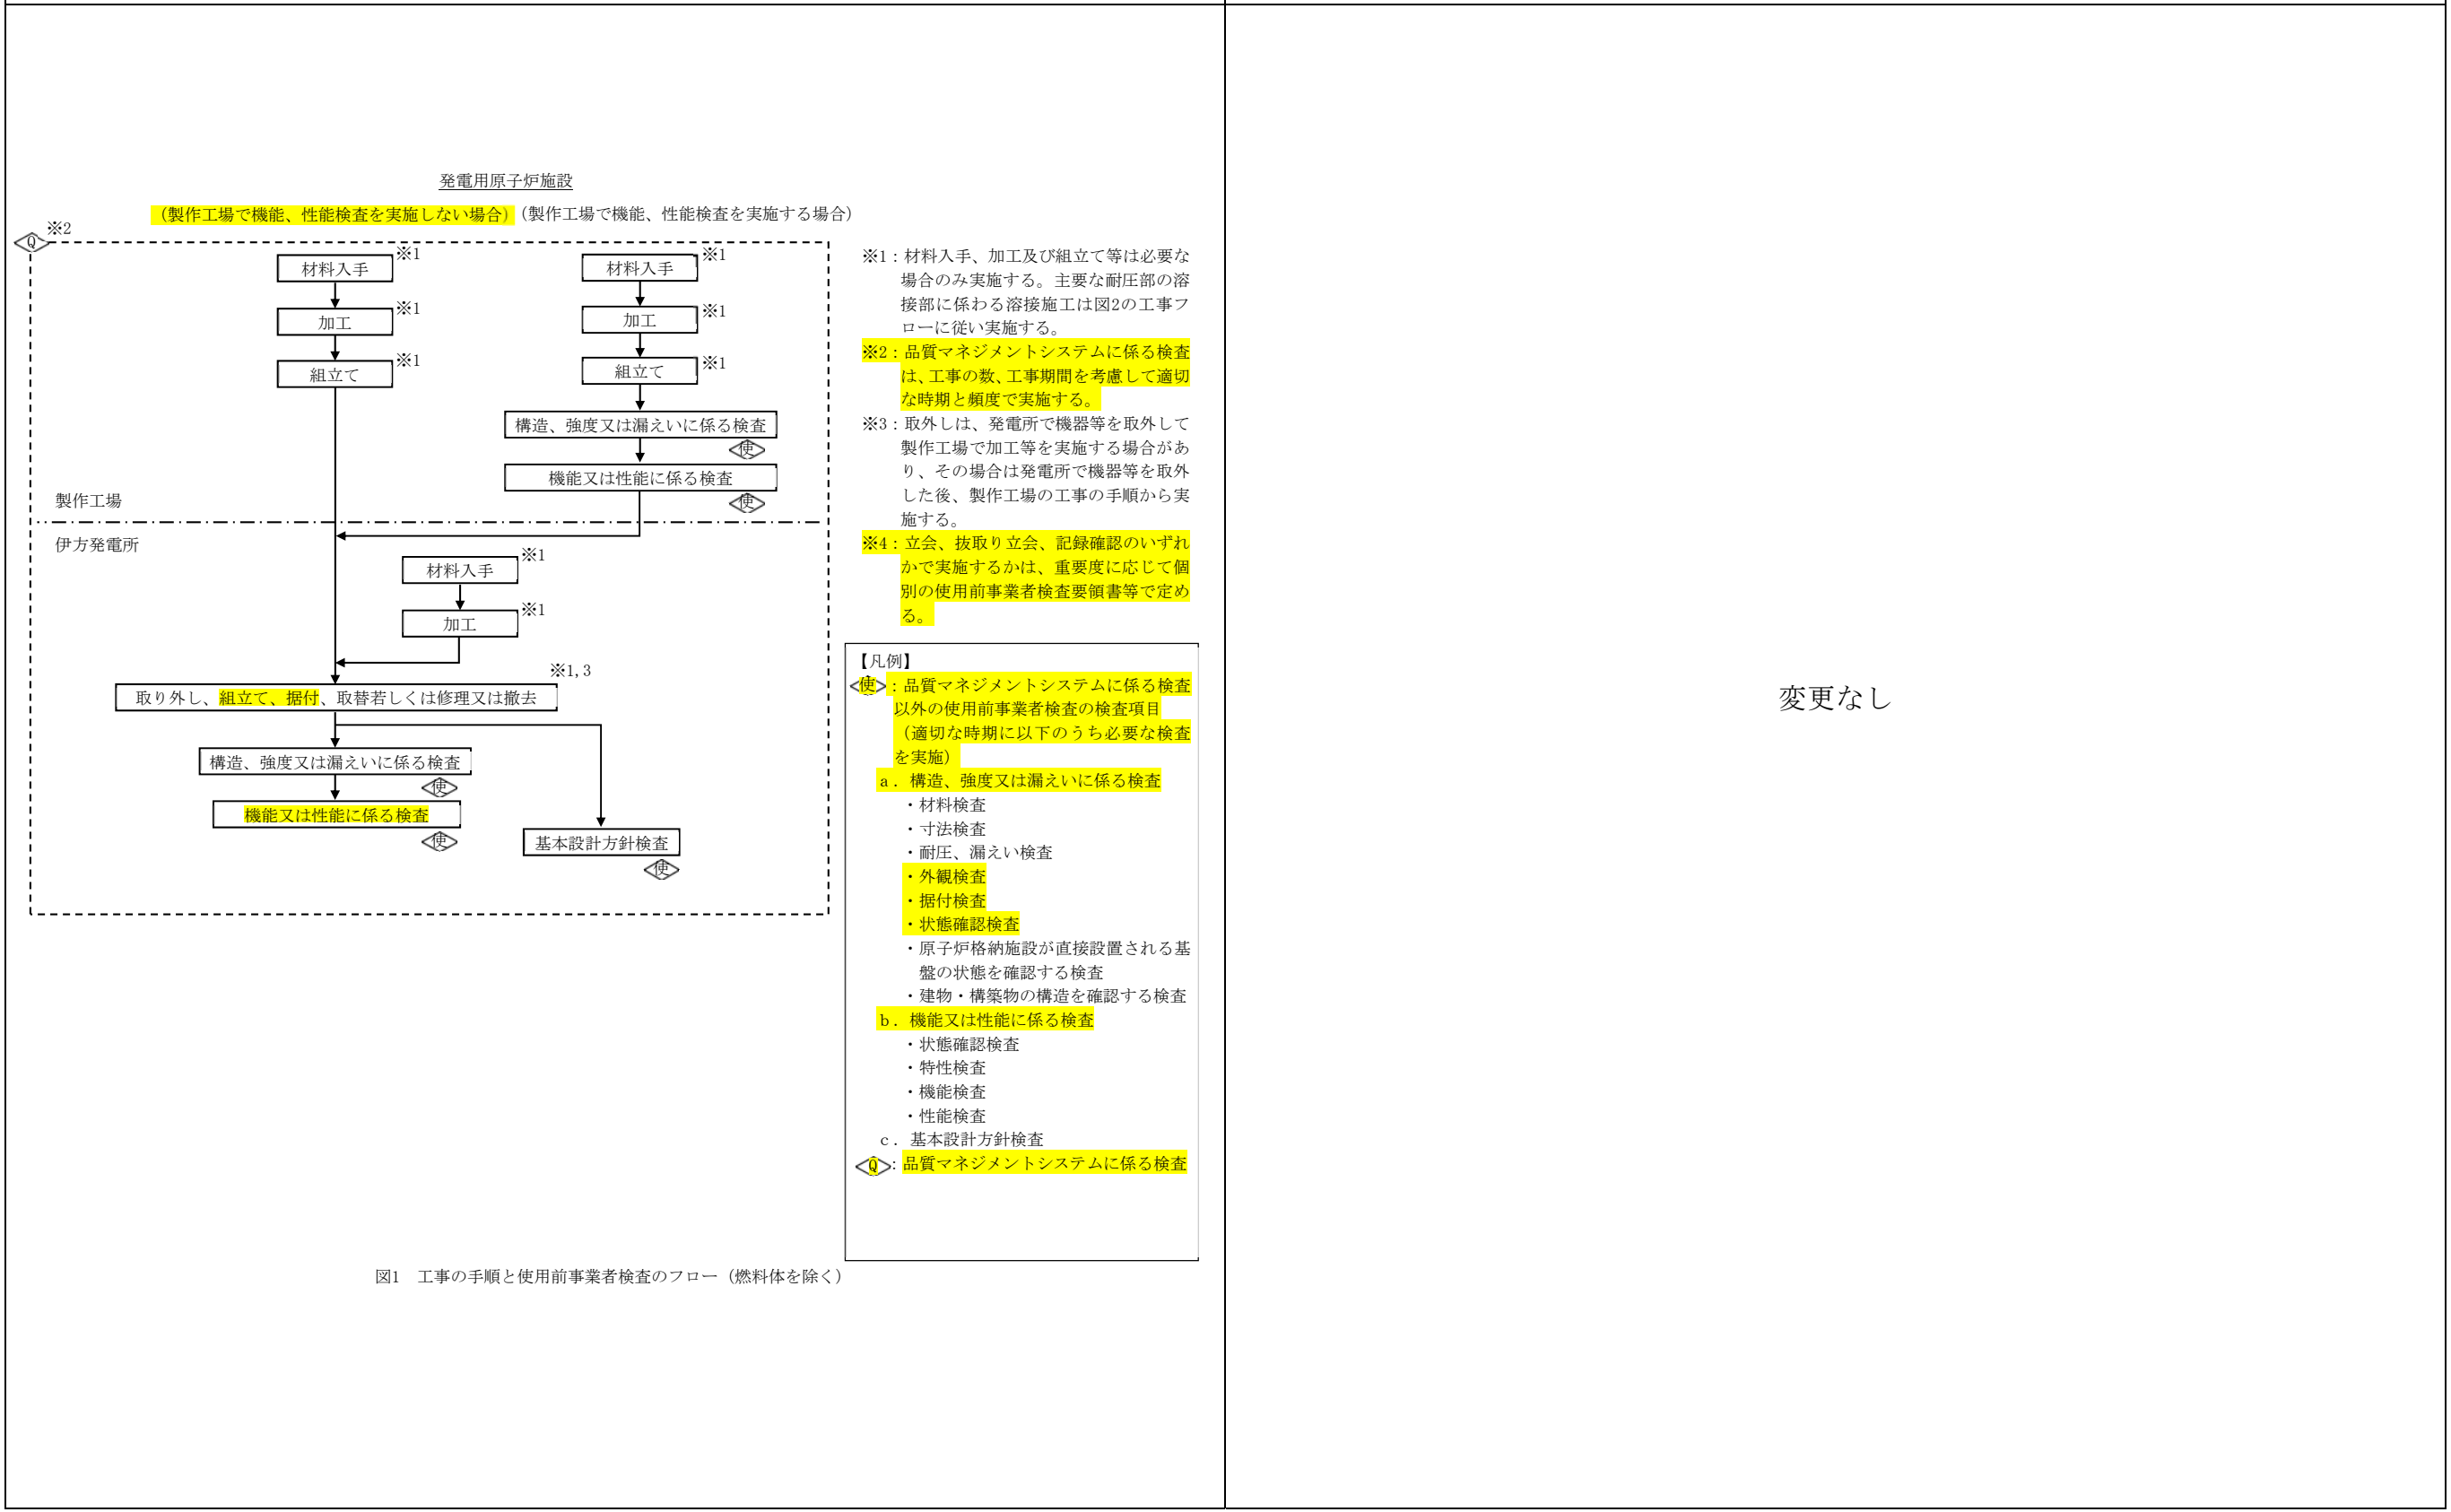 発電用原子炉施設
（製作工場で機能、性能検査を実施しない場合）（製作工場で機能、性能検査を実施する場合）
Q ※2
材料入手 ※1
加工 ※1
組立て ※1
材料入手 ※1
加工 ※1
組立て ※1
構造、強度又は漏えいに係る検査
使
機能又は性能に係る検査
使
製作工場
伊方発電所
材料入手 ※1
加工 ※1
※1,3
取り外し、組立て、据付、取替若しくは修理又は撤去
構造、強度又は漏えいに係る検査
使
機能又は性能に係る検査
使
基本設計方針検査
使
※1：材料入手、加工及び組立て等は必要な
場合のみ実施する。主要な耐圧部の溶
接部に係わる溶接施工は図2の工事フ
ローに従い実施する。
※2：品質マネジメントシステムに係る検査
は、工事の数、工事期間を考慮して適切
な時期と頻度で実施する。
※3：取外しは、発電所で機器等を取外して
製作工場で加工等を実施する場合があ
り、その場合は発電所で機器等を取外
した後、製作工場の工事の手順から実
施する。
※4：立会、抜取り立会、記録確認のいずれ
かで実施するかは、重要度に応じて個
別の使用前事業者検査要領書等で定め
る。
【凡例】
使：品質マネジメントシステムに係る検査
以外の使用前事業者検査の検査項目
（適切な時期に以下のうち必要な検査
を実施）
ａ．構造、強度又は漏えいに係る検査
・材料検査
・寸法検査
・耐圧、漏えい検査
・外観検査
・据付検査
・状態確認検査
・原子炉格納施設が直接設置される基
盤の状態を確認する検査
・建物・構築物の構造を確認する検査
ｂ．機能又は性能に係る検査
・状態確認検査
・特性検査
・機能検査
・性能検査
ｃ．基本設計方針検査
Q：品質マネジメントシステムに係る検査
図1　工事の手順と使用前事業者検査のフロー（燃料体を除く）
変更なし